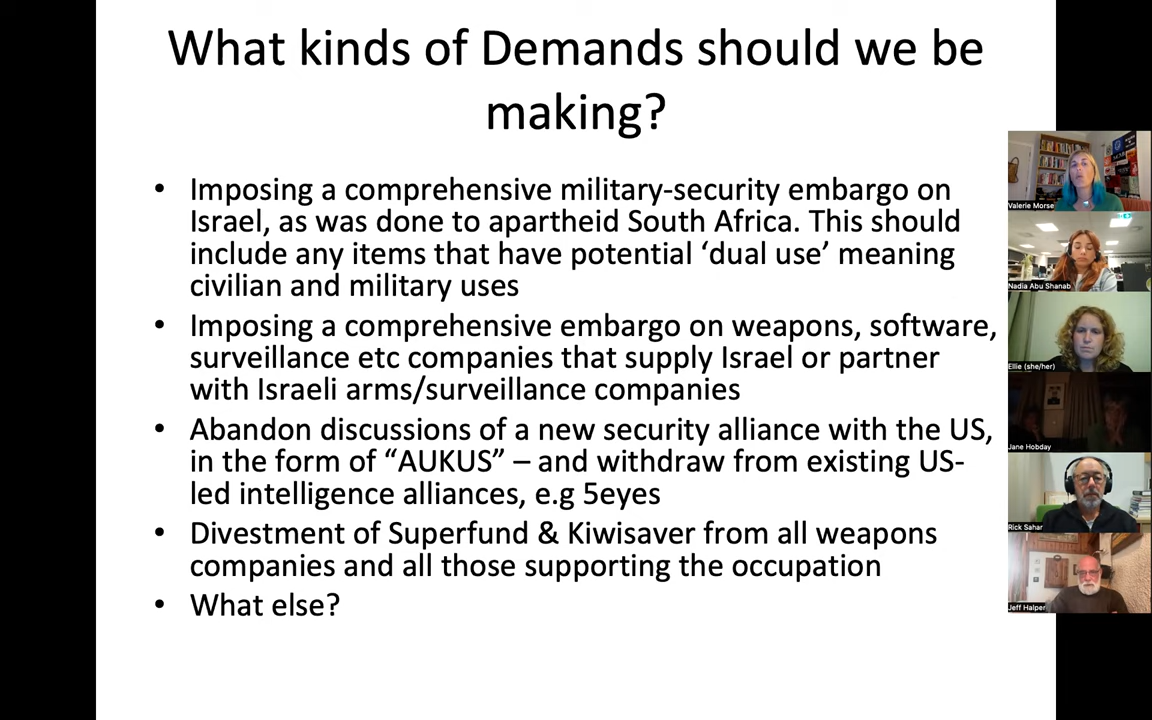 What kinds of Demands should we be
making?
• Imposing a comprehensive military-security embargo on
Israel, as was done to apartheid South Africa. This should
include any items that have potential ‘dual use’ meaning
civilian and military uses
• Imposing a comprehensive embargo on weapons, software,
surveillance etc companies that supply Israel or partner
with Israeli arms/surveillance companies
• Abandon discussions of a new security alliance with the US,
in the form of “AUKUS” – and withdraw from existing US-
led intelligence alliances, e.g 5eyes
• Divestment of Superfund & Kiwisaver from all weapons
companies and all those supporting the occupation
• What else?
Valerie Morse
Nadia Abu Shanab
Ellie (she/her)
Jane Hobday
Rick Sahar
Jeff Halper